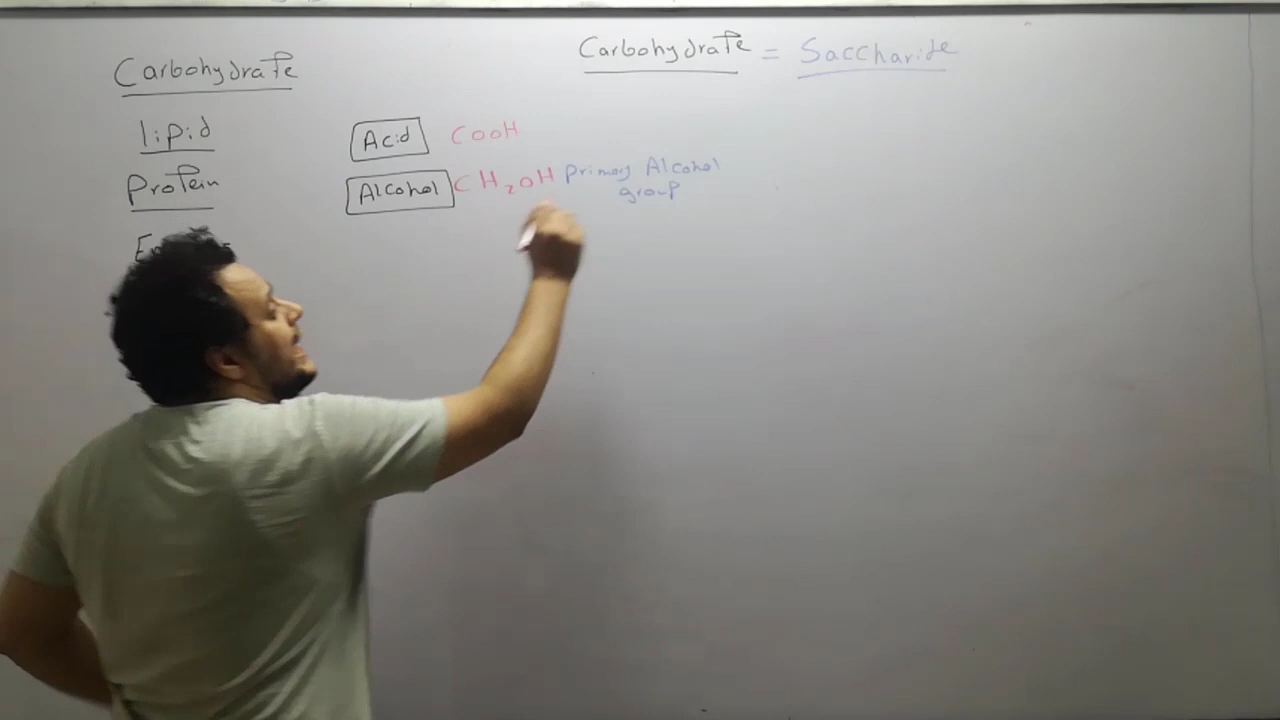 Carbohydrate
lipid
Protein
Carbohydrate = Saccharide
Acid COOH
Alcohol CH2OH Primary Alcohol
group